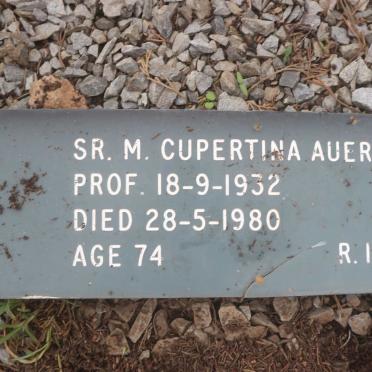 SR. M. CUPERTINA AUER
PROF. 18-9-1932
DIED 28-5-1980
AGE 74 R.I